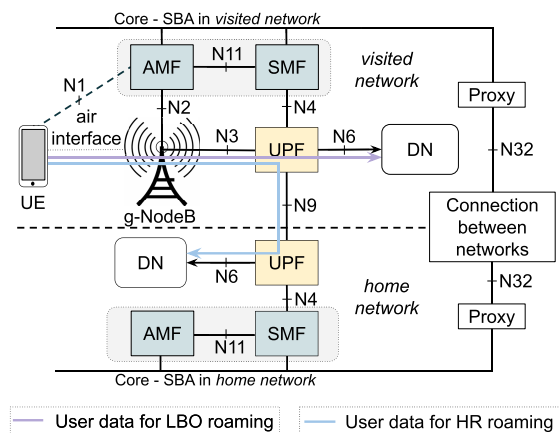 Core - SBA in visited network
N11
AMF
SMF
visited
network
N1
air
interface
N2
N4
Proxy
N3
UPF
N6
DN
N32
UE
g-NodeB
N9
Connection
between
networks
DN
N6
UPF
N4
home
network
N32
Proxy
AMF
N11
SMF
Core - SBA in home network
User data for LBO roaming
User data for HR roaming